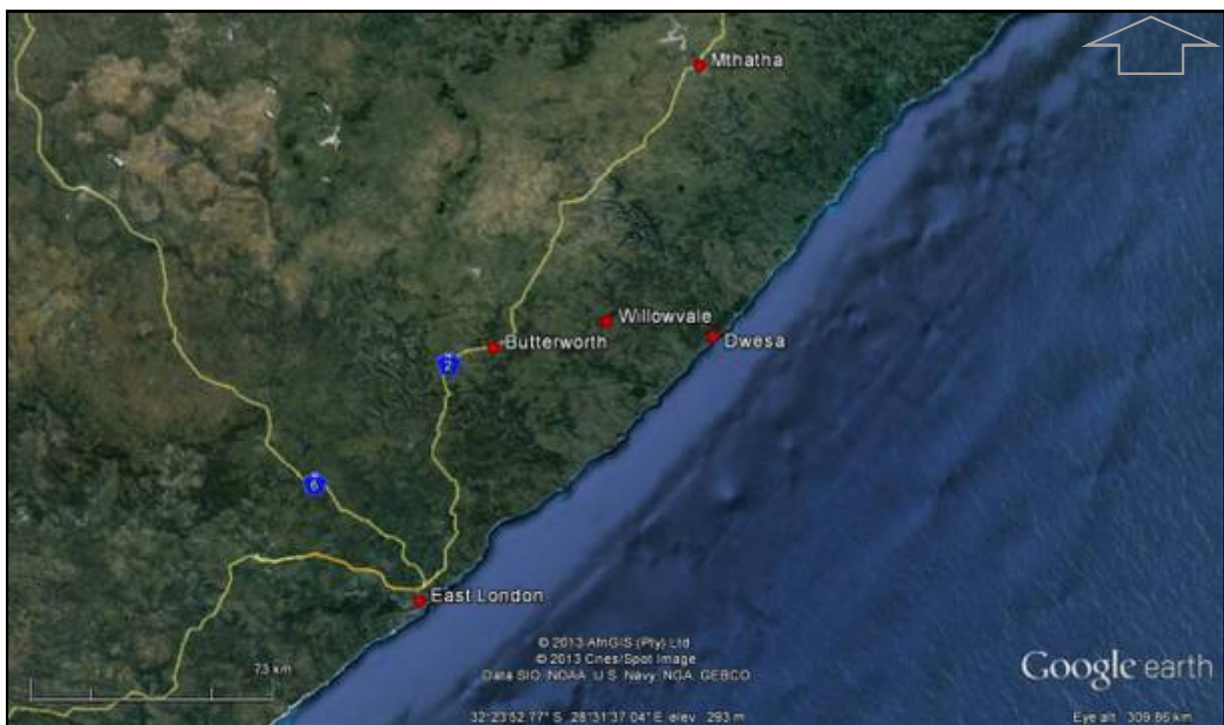 Mthatha
Willowvale
Butterworth
Dwesa
N
2
N
6
East London
73 km
© 2013 AfriGIS (Pty) Ltd
© 2013 Cnes/Spot Image
Data SIO, NOAA, U.S. Navy, NGA, GEBCO
Google earth
32°23'52.77" S 28°31'37.04" E elev 293 m
Eye alt 309.86 km